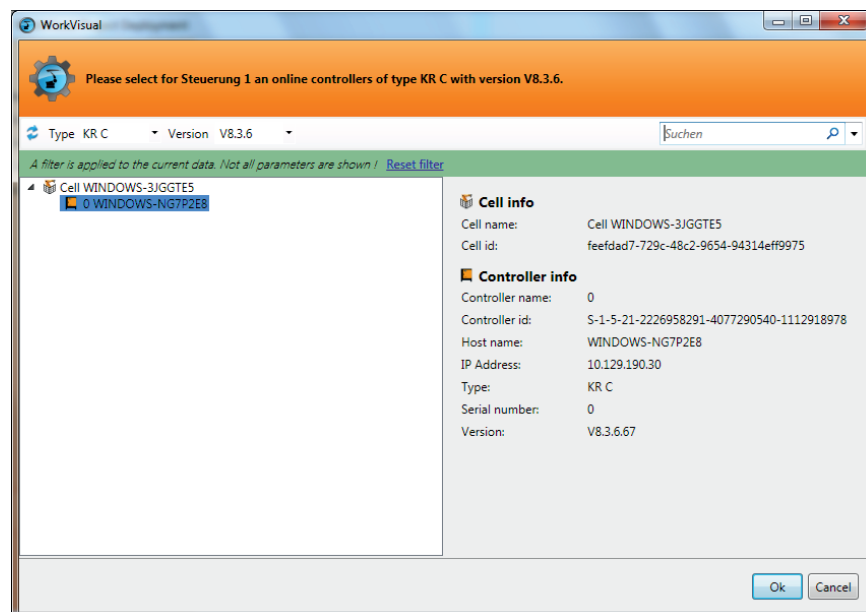 WorkVisual
Please select for Steuerung 1 an online controllers of type KR C with version V8.3.6.
Type KR C Version V8.3.6 Suchen
A filter is applied to the current data. Not all parameters are shown ! Reset filter
Cell WINDOWS-3JGGTE5
0 WINDOWS-NG7P2E8
Cell info
Cell name: Cell WINDOWS-3JGGTE5
Cell id: feefdad7-729c-48c2-9654-94314eff9975
Controller info
Controller name: 0
Controller id: S-1-5-21-2226958291-4077290540-1112918978
Host name: WINDOWS-NG7P2E8
IP Address: 10.129.190.30
Type: KR C
Serial number: 0
Version: V8.3.6.67
Ok Cancel